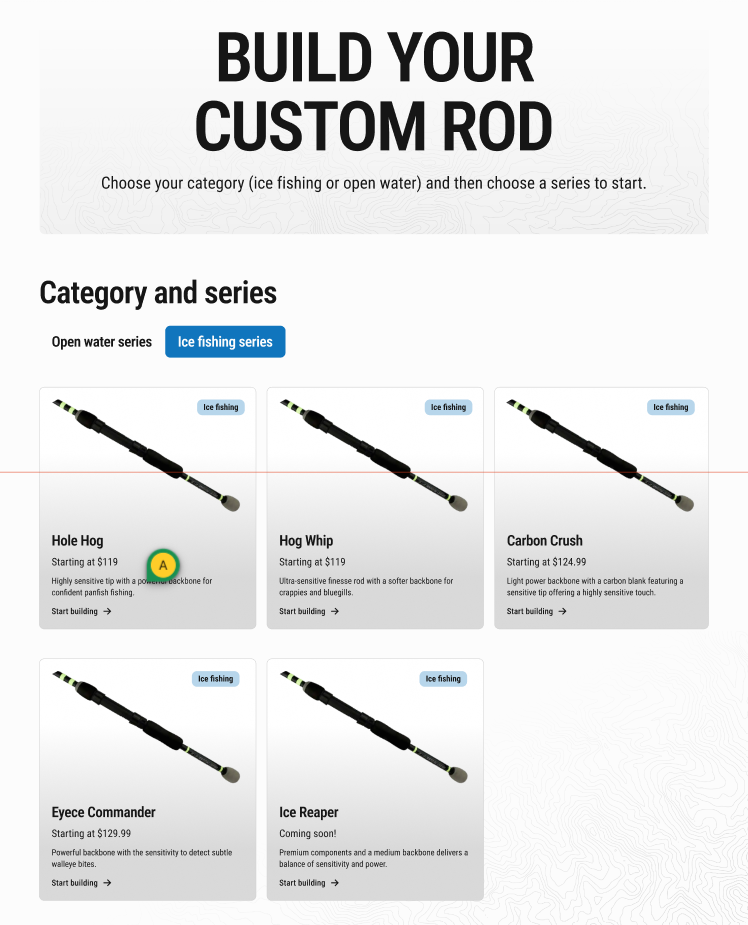 BUILD YOUR
CUSTOM ROD
Choose your category (ice fishing or open water) and then choose a series to start.
Category and series
Open water series
Ice fishing series
Ice fishing
Hole Hog
Starting at $119
A
Highly sensitive tip with a powerful backbone for
confident panfish fishing.
Start building →
Ice fishing
Hog Whip
Starting at $119
Ultra-sensitive finesse rod with a softer backbone for
crappies and bluegills.
Start building →
Ice fishing
Carbon Crush
Starting at $124.99
Light power backbone with a carbon blank featuring a
sensitive tip offering a highly sensitive touch.
Start building →
Ice fishing
Eyece Commander
Starting at $129.99
Powerful backbone with the sensitivity to detect subtle
walleye bites.
Start building →
Ice fishing
Ice Reaper
Coming soon!
Premium components and a medium backbone delivers a
balance of sensitivity and power.
Start building →